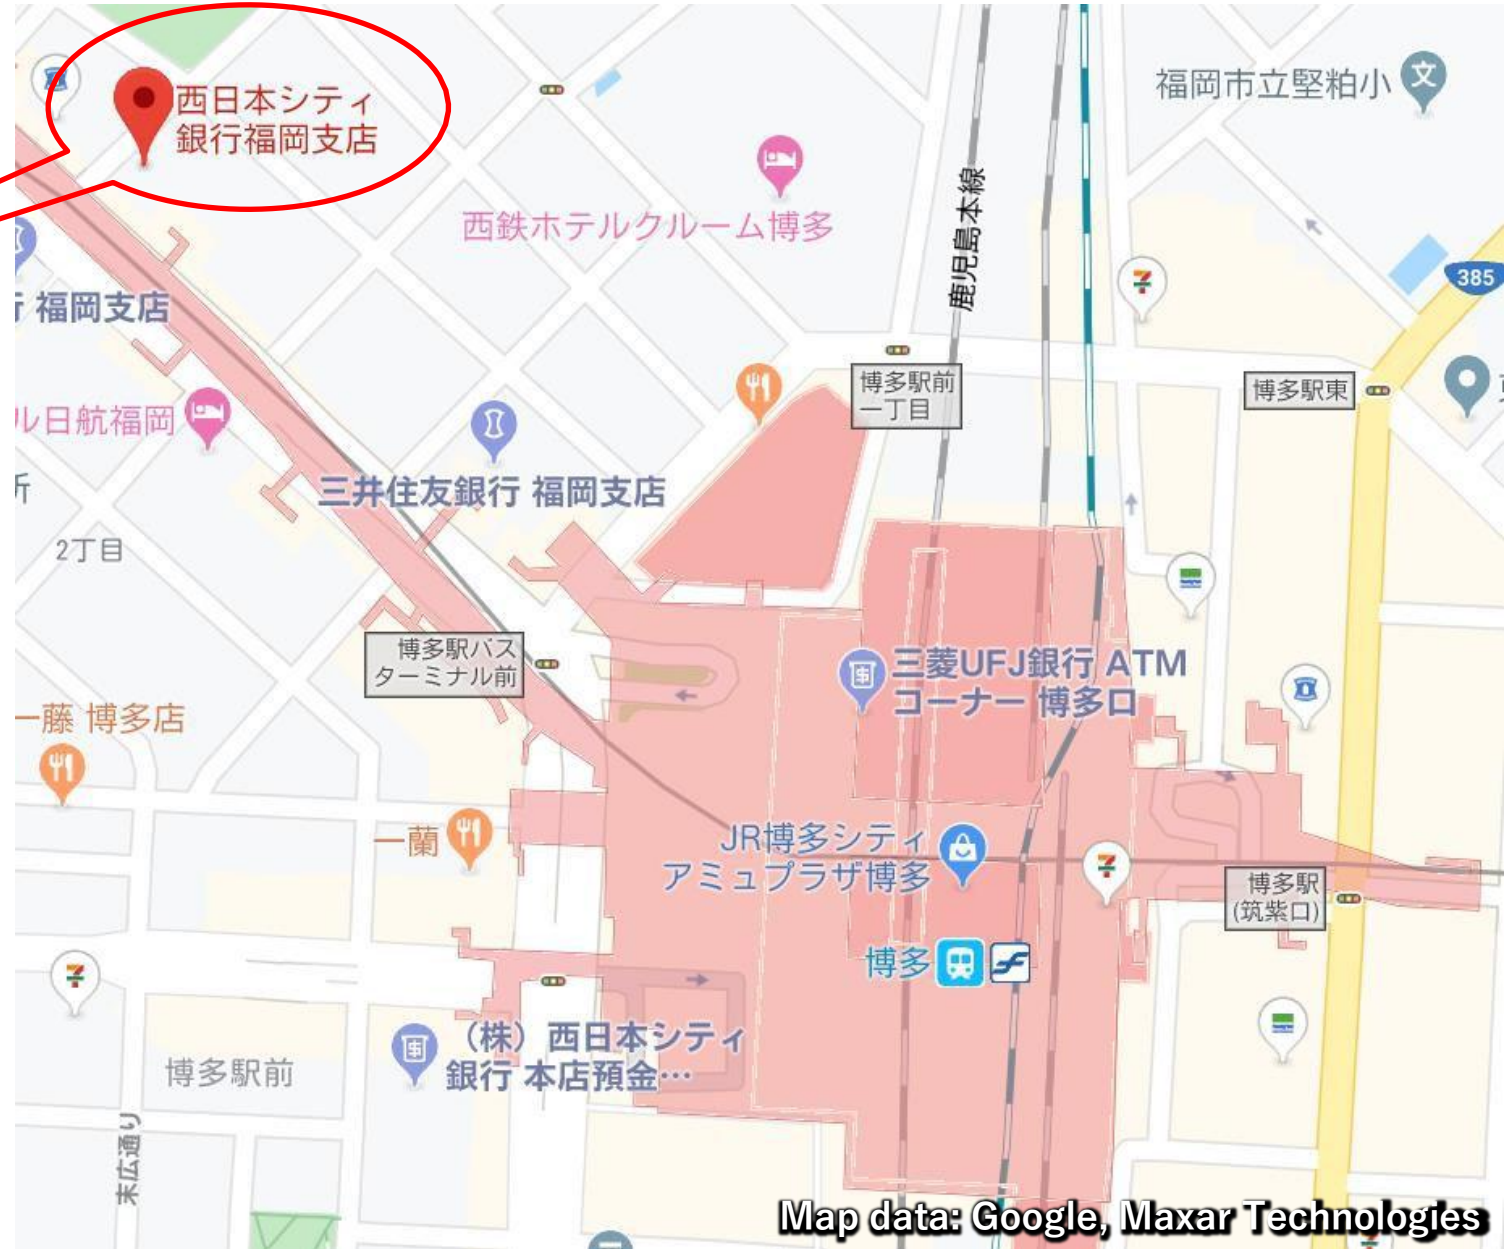 西日本シティ
銀行福岡支店
福岡市立堅粕小
西鉄ホテルクルーム博多
鹿児島本線
385
福岡支店
博多駅前
一丁目
博多駅東
ル日航福岡
三井住友銀行 福岡支店
所
2丁目
博多駅バス
ターミナル前
三菱UFJ銀行 ATM
コーナー 博多口
一藤 博多店
一蘭
JR博多シティ
アミュプラザ博多
博多駅
(筑紫口)
博多
(株) 西日本シティ
銀行 本店預金…
博多駅前
末広通り
Map data: Google, Maxar Technologies